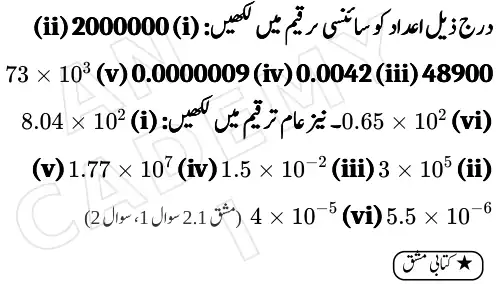 درج ذیل اعداد کو سائنسی ترقیم میں لکھیں: (i) 2000000 (ii)
48900 (iii) 0.0042 (iv) 0.0000009 (v) 73 × 10³
(vi) 0.65 × 10²۔ نیز عام ترقیم میں لکھیں: (i) 8.04 × 10²
(ii) 3 × 10⁵ (iii) 1.5 × 10⁻² (iv) 1.77 × 10⁷ (v)
5.5 × 10⁻⁶ (vi) 4 × 10⁻⁵ (مشق 2.1 سوال 1، سوال 2)
★ کتابی مشق